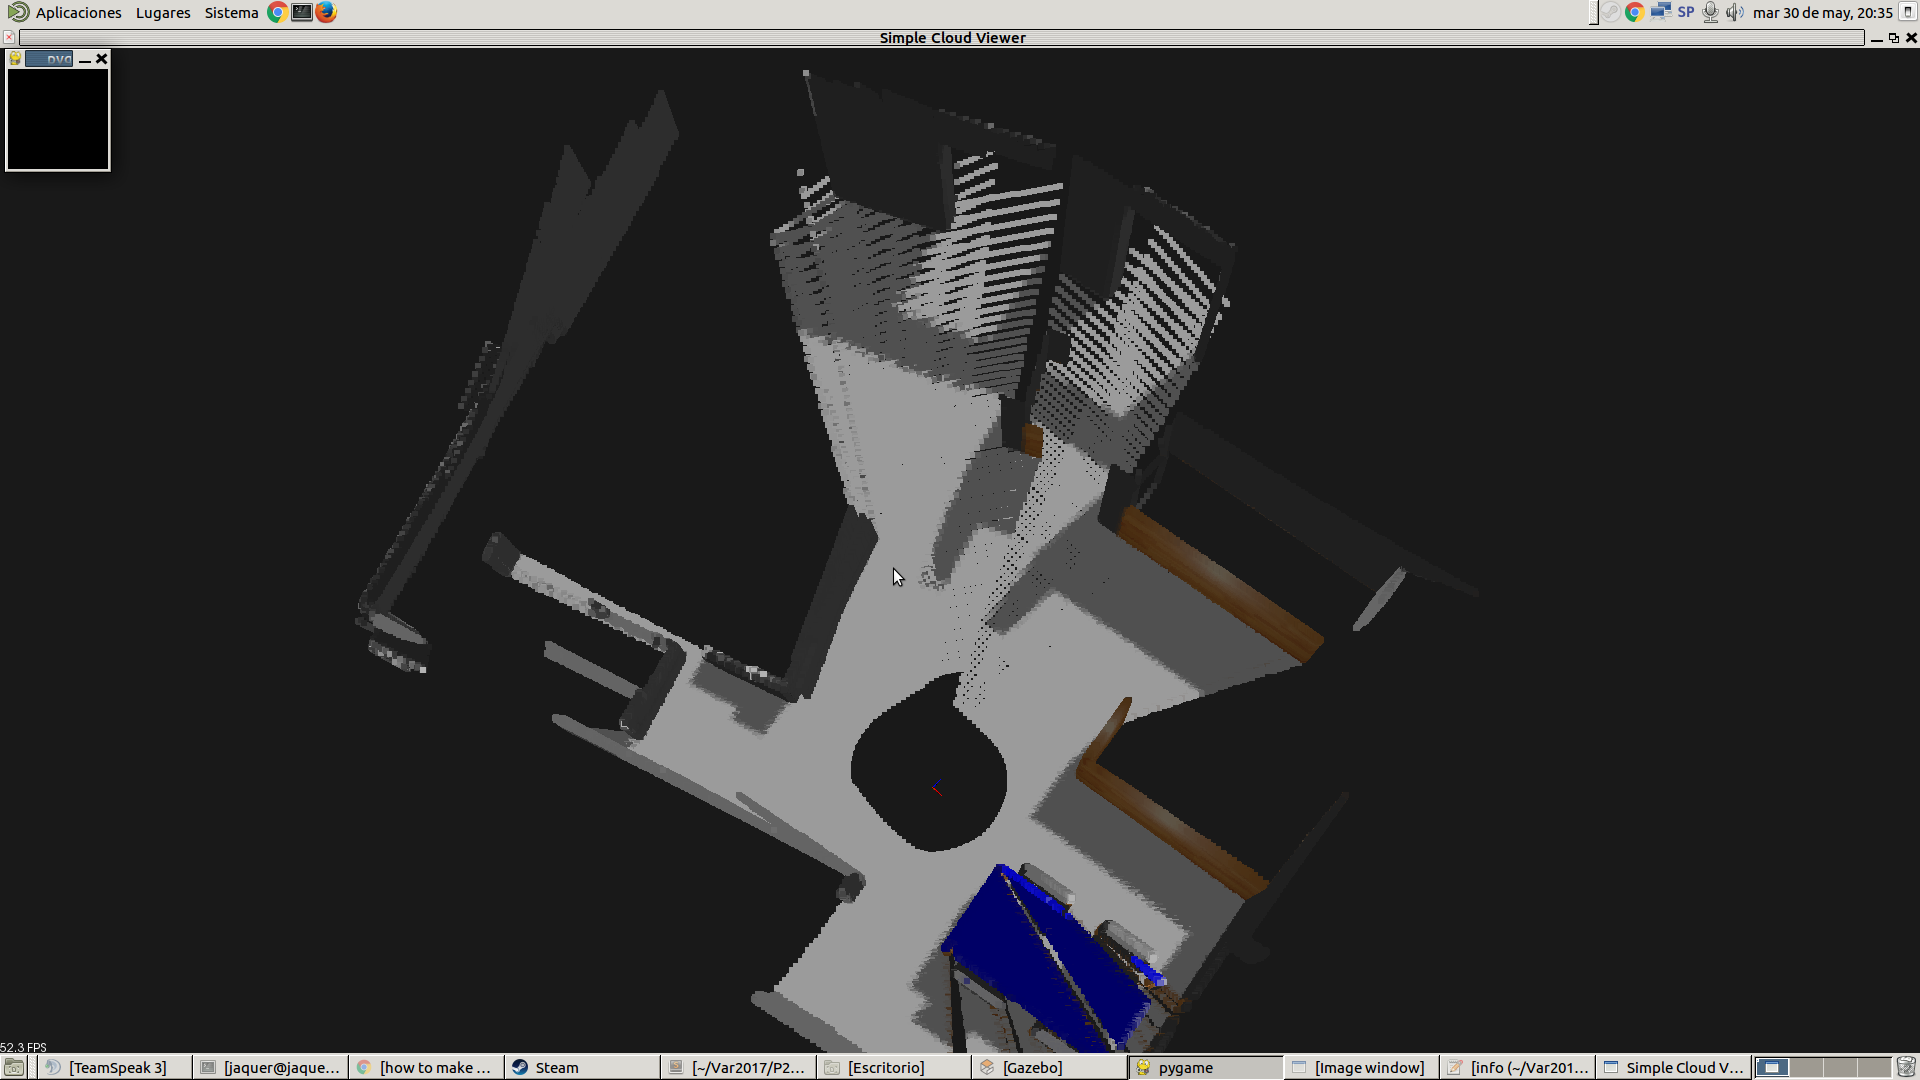 Aplicaciones Lugares Sistema
SP mar 30 de may, 20:35
Simple Cloud Viewer
52.3 FPS
[TeamSpeak 3] [jaquer@jaque... [how to make ... Steam [~/Var2017/P2... [Escritorio] [Gazebo] pygame [Image window] [info (~/Var201... Simple Cloud V...